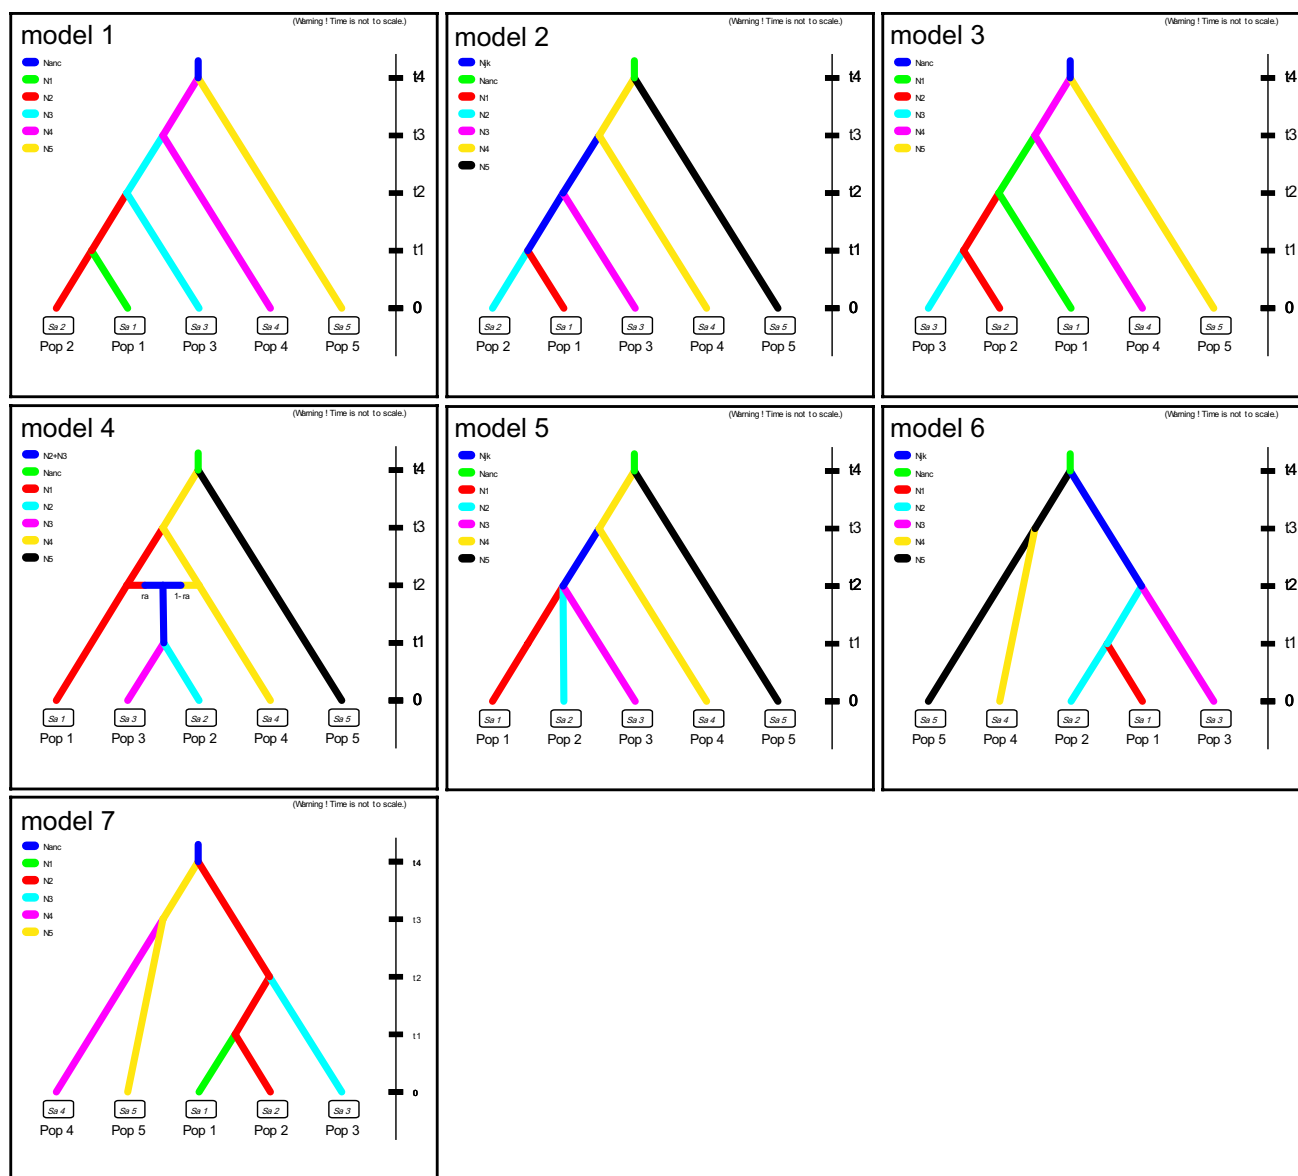 (Warning ! Time is not to scale.)
model 1
Nanc
N1
N2
N3
N4
N5
t4
t3
t2
t1
0
Sa 2 Sa 1 Sa 3 Sa 4 Sa 5
Pop 2 Pop 1 Pop 3 Pop 4 Pop 5
(Warning ! Time is not to scale.)
model 2
Njk
Nanc
N1
N2
N3
N4
N5
t4
t3
t2
t1
0
Sa 2 Sa 1 Sa 3 Sa 4 Sa 5
Pop 2 Pop 1 Pop 3 Pop 4 Pop 5
(Warning ! Time is not to scale.)
model 3
Nanc
N1
N2
N3
N4
N5
t4
t3
t2
t1
0
Sa 3 Sa 2 Sa 1 Sa 4 Sa 5
Pop 3 Pop 2 Pop 1 Pop 4 Pop 5
(Warning ! Time is not to scale.)
model 4
N2+N3
Nanc
N1
N2
N3
N4
N5
t4
t3
t2
ra 1-ra
t1
0
Sa 1 Sa 3 Sa 2 Sa 4 Sa 5
Pop 1 Pop 3 Pop 2 Pop 4 Pop 5
(Warning ! Time is not to scale.)
model 5
Njk
Nanc
N1
N2
N3
N4
N5
t4
t3
t2
t1
0
Sa 1 Sa 2 Sa 3 Sa 4 Sa 5
Pop 1 Pop 2 Pop 3 Pop 4 Pop 5
(Warning ! Time is not to scale.)
model 6
Njk
Nanc
N1
N2
N3
N4
N5
t4
t3
t2
t1
0
Sa 5 Sa 4 Sa 2 Sa 1 Sa 3
Pop 5 Pop 4 Pop 2 Pop 1 Pop 3
(Warning ! Time is not to scale.)
model 7
Nanc
N1
N2
N3
N4
N5
t4
t3
t2
t1
0
Sa 4 Sa 5 Sa 1 Sa 2 Sa 3
Pop 4 Pop 5 Pop 1 Pop 2 Pop 3